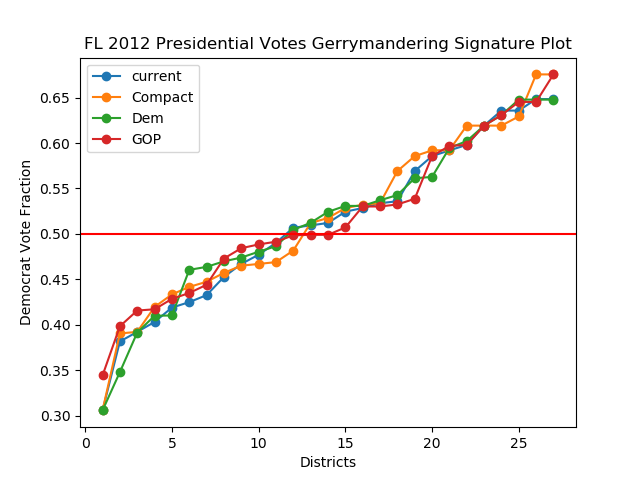 FL 2012 Presidential Votes Gerrymandering Signature Plot
current
Compact
Dem
GOP
Democrat Vote Fraction
0.65
0.60
0.55
0.50
0.45
0.40
0.35
0.30
0 5 10 15 20 25
Districts